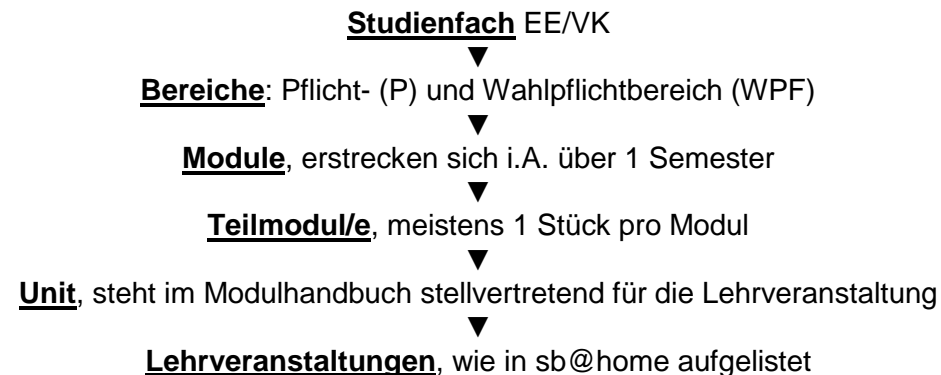 Studienfach EE/VK
▼
Bereiche: Pflicht- (P) und Wahlpflichtbereich (WPF)
▼
Module, erstrecken sich i.A. über 1 Semester
▼
Teilmodul/e, meistens 1 Stück pro Modul
▼
Unit, steht im Modulhandbuch stellvertretend für die Lehrveranstaltung
▼
Lehrveranstaltungen, wie in sb@home aufgelistet